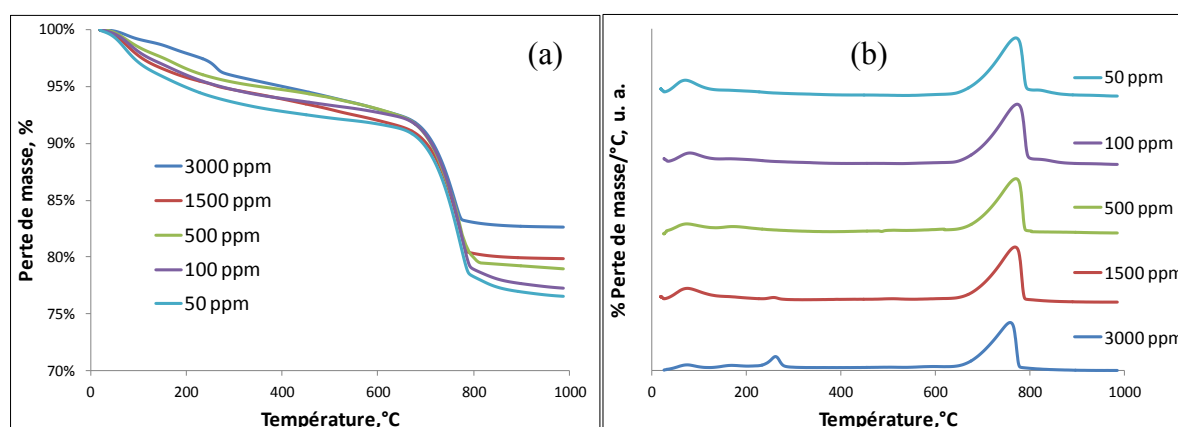 (a)
100%
95%
90%
85%
80%
75%
70%
Perte de masse, %
3000 ppm
1500 ppm
500 ppm
100 ppm
50 ppm
0
200
400
600
800
1000
Température,°C
(b)
% Perte de masse/°C, u. a.
50 ppm
100 ppm
500 ppm
1500 ppm
3000 ppm
0
200
400
600
800
1000
Température,°C